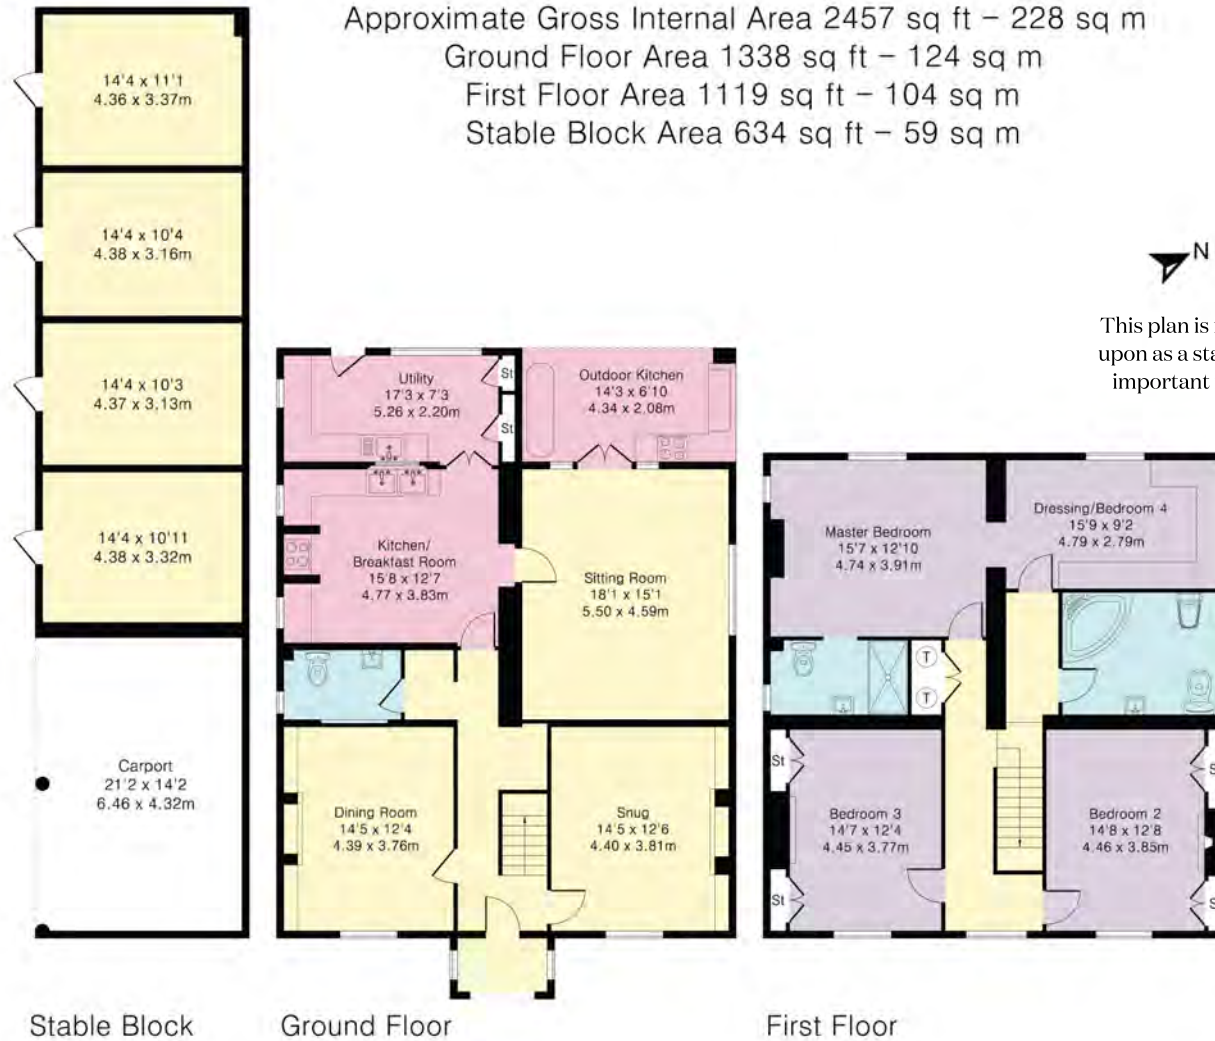 Approximate Gross Internal Area 2457 sq ft – 228 sq m
Ground Floor Area 1338 sq ft – 124 sq m
First Floor Area 1119 sq ft – 104 sq m
Stable Block Area 634 sq ft – 59 sq m
14'4 x 11'1
4.36 x 3.37m
14'4 x 10'4
4.38 x 3.16m
14'4 x 10'3
4.37 x 3.13m
14'4 x 10'11
4.38 x 3.32m
Carport
21'2 x 14'2
6.46 x 4.32m
Stable Block
Utility
17'3 x 7'3
5.26 x 2.20m
St
St
Outdoor Kitchen
14'3 x 6'10
4.34 x 2.08m
Kitchen/
Breakfast Room
15'8 x 12'7
4.77 x 3.83m
Sitting Room
18'1 x 15'1
5.50 x 4.59m
Dining Room
14'5 x 12'4
4.39 x 3.76m
Snug
14'5 x 12'6
4.40 x 3.81m
Ground Floor
N
This plan is
upon as a sta
important
Master Bedroom
15'7 x 12'10
4.74 x 3.91m
Dressing/Bedroom 4
15'9 x 9'2
4.79 x 2.79m
T
T
St
Bedroom 3
14'7 x 12'4
4.45 x 3.77m
St
Bedroom 2
14'8 x 12'8
4.46 x 3.85m
First Floor